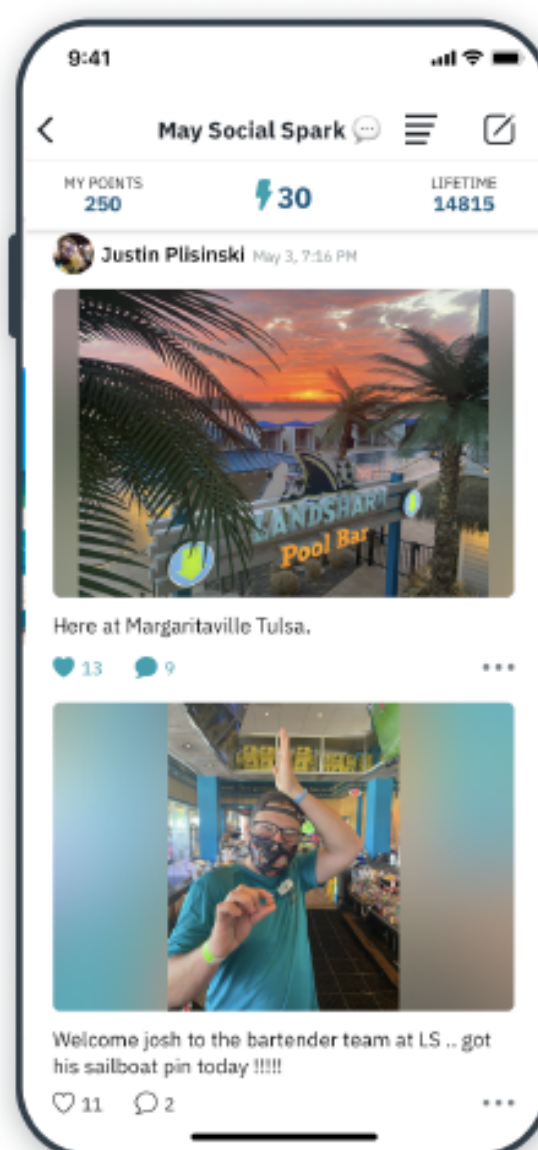 9:41
May Social Spark
MY POINTS
250
30
LIFETIME
14815
Justin Plisinski May 3, 7:16 PM
LANDSHARK
Pool Bar
Here at Margaritaville Tulsa.
13 9
Welcome josh to the bartender team at LS .. got
his sailboat pin today !!!!!
11 2